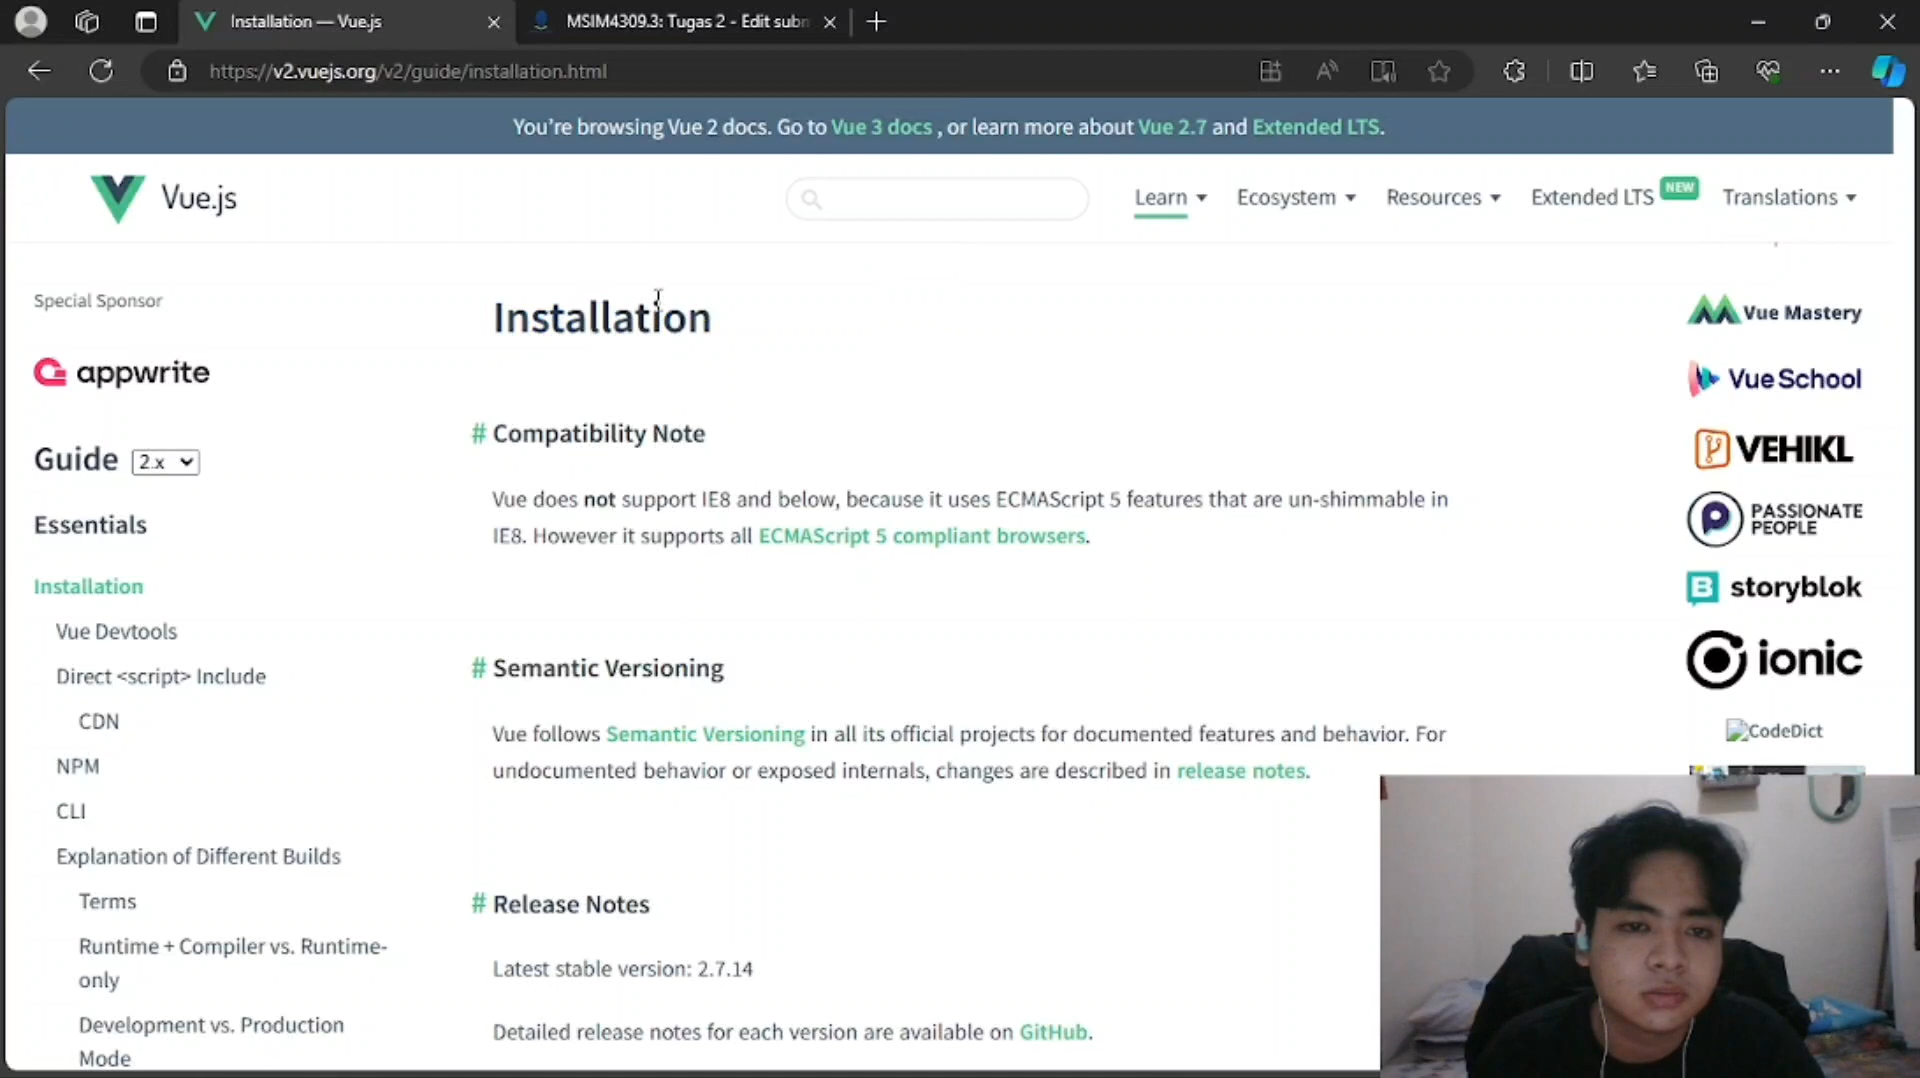 Installation — Vue.js
MSIM4309.3: Tugas 2 - Edit subm
https://v2.vuejs.org/v2/guide/installation.html
You're browsing Vue 2 docs. Go to Vue 3 docs , or learn more about Vue 2.7 and Extended LTS.
Vue.js
Learn
Ecosystem
Resources
Extended LTS
NEW
Translations
Special Sponsor
appwrite
Guide 2.x
Essentials
Installation
Vue Devtools
Direct <script> Include
CDN
NPM
CLI
Explanation of Different Builds
Terms
Runtime + Compiler vs. Runtime-
only
Development vs. Production
Mode
Installation
# Compatibility Note
Vue does not support IE8 and below, because it uses ECMAScript 5 features that are un-shimmable in
IE8. However it supports all ECMAScript 5 compliant browsers.
# Semantic Versioning
Vue follows Semantic Versioning in all its official projects for documented features and behavior. For
undocumented behavior or exposed internals, changes are described in release notes.
# Release Notes
Latest stable version: 2.7.14
Detailed release notes for each version are available on GitHub.
Vue Mastery
Vue School
VEHIKL
PASSIONATE
PEOPLE
storyblok
ionic
CodeDict